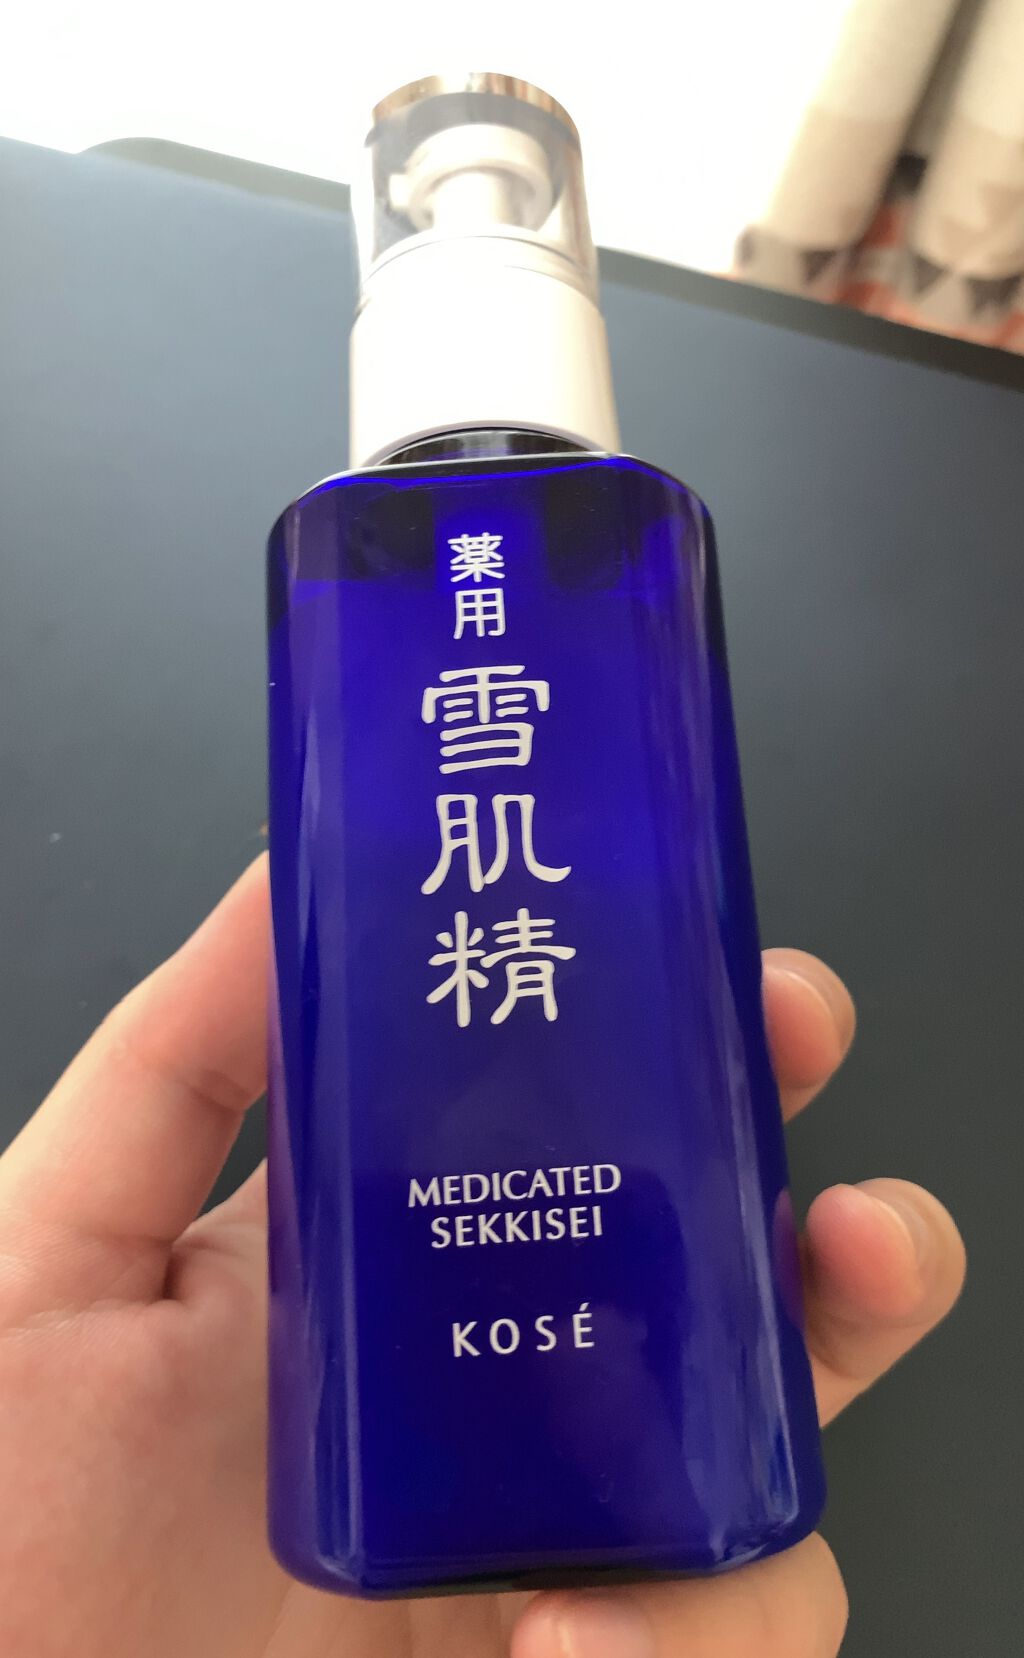 薬用
雪肌精
MEDICATED
SEKKISEI
KOSÉ